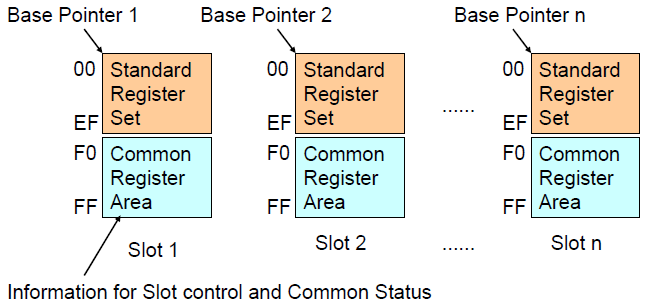 Base Pointer 1 Base Pointer 2 Base Pointer n
00 Standard 00 Standard 00 Standard
Register Register Register
EF Set EF Set ...... EF Set
F0 Common F0 Common F0 Common
Register Register Register
FF Area FF Area FF Area
Slot 1 Slot 2 ...... Slot n
Information for Slot control and Common Status